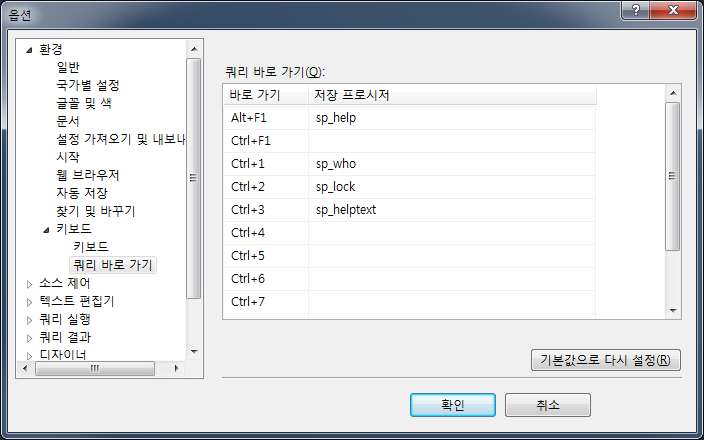 옵션
환경
일반
국가별 설정
글꼴 및 색
문서
설정 가져오기 및 내보내
시작
웹 브라우저
자동 저장
찾기 및 바꾸기
키보드
키보드
쿼리 바로 가기
소스 제어
텍스트 편집기
쿼리 실행
쿼리 결과
디자이너
쿼리 바로 가기(Q):
바로 가기 저장 프로시저
Alt+F1 sp_help
Ctrl+F1
Ctrl+1 sp_who
Ctrl+2 sp_lock
Ctrl+3 sp_helptext
Ctrl+4
Ctrl+5
Ctrl+6
Ctrl+7
기본값으로 다시 설정(R)
확인 취소